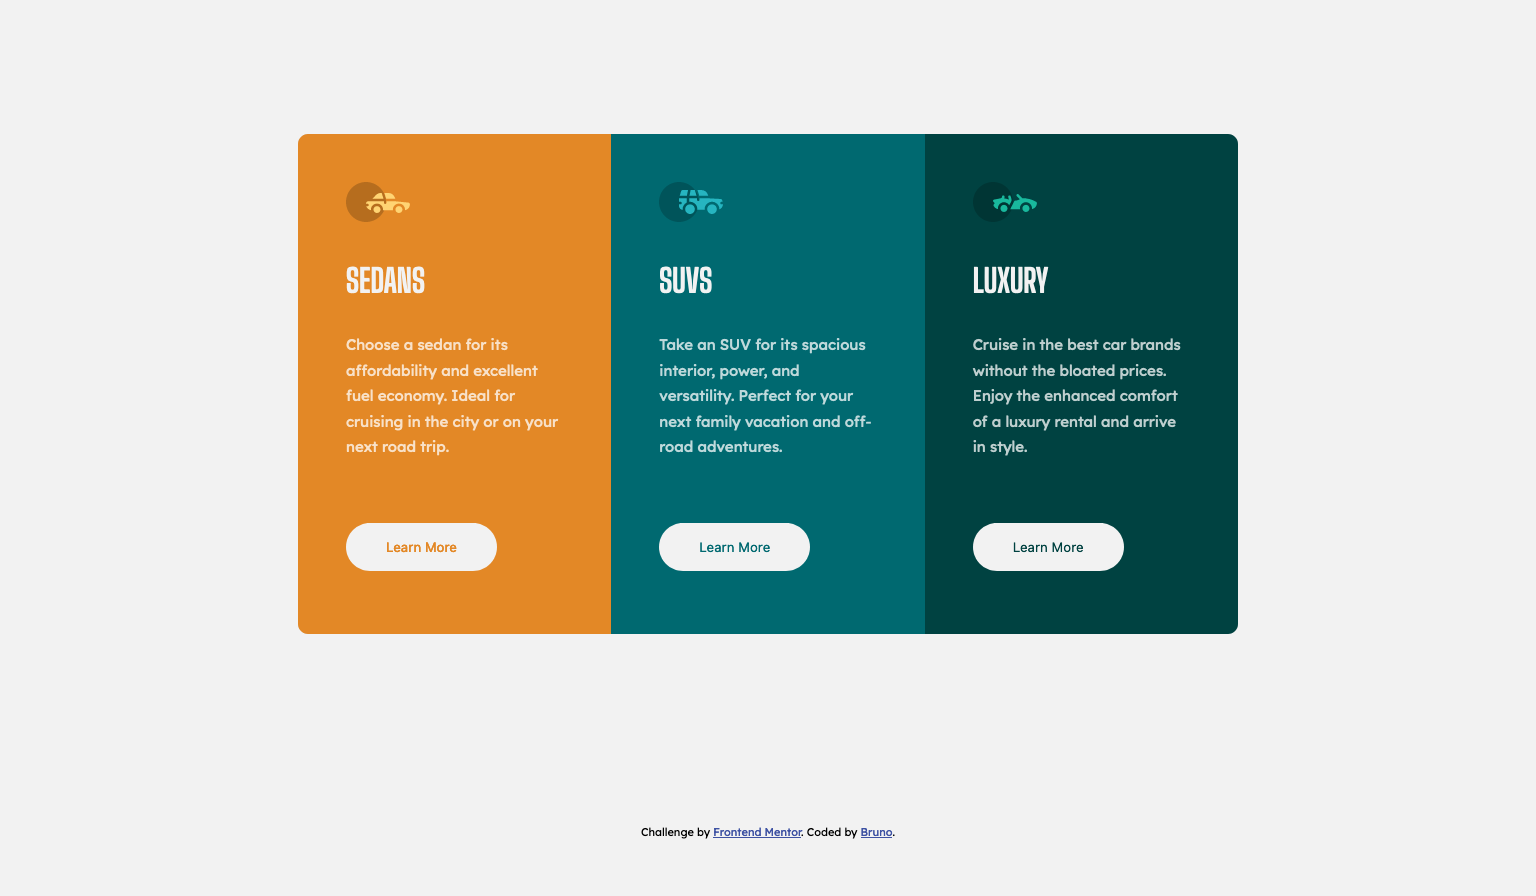 SEDANS
Choose a sedan for its
affordability and excellent
fuel economy. Ideal for
cruising in the city or on your
next road trip.
Learn More
SUVS
Take an SUV for its spacious
interior, power, and
versatility. Perfect for your
next family vacation and off-
road adventures.
Learn More
LUXURY
Cruise in the best car brands
without the bloated prices.
Enjoy the enhanced comfort
of a luxury rental and arrive
in style.
Learn More
Challenge by Frontend Mentor. Coded by Bruno.